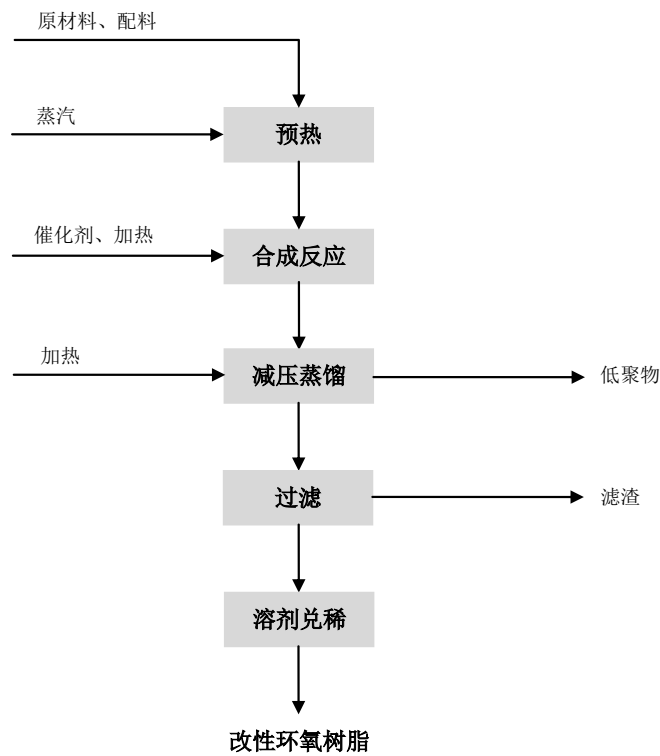 原材料、配料
蒸汽
预热
催化剂、加热
合成反应
加热
减压蒸馏
低聚物
过滤
滤渣
溶剂兑稀
改性环氧树脂